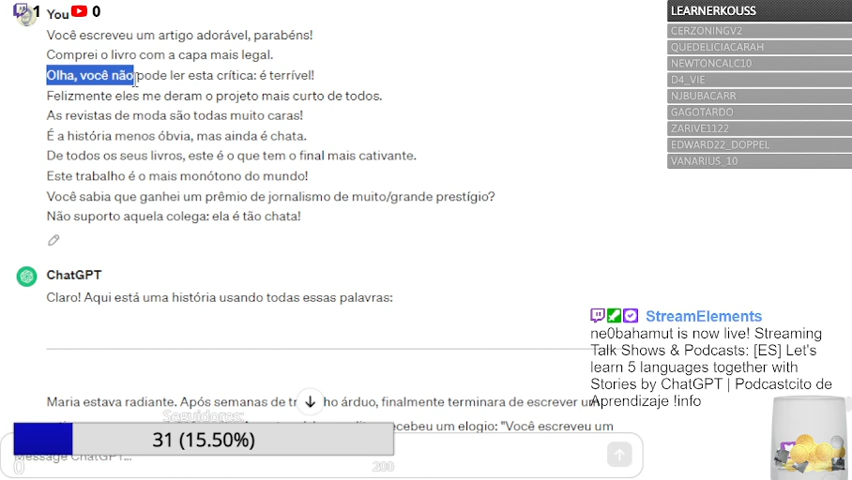 1
0
You
Você escreveu um artigo adorável, parabéns!
Comprei o livro com a capa mais legal.
Olha, você não pode ler esta crítica: é terrível!
Felizmente eles me deram o projeto mais curto de todos.
As revistas de moda são todas muito caras!
É a história menos óbvia, mas ainda é chata.
De todos os seus livros, este é o que tem o final mais cativante.
Este trabalho é o mais monótono do mundo!
Você sabia que ganhei um prêmio de jornalismo de muito/grande prestígio?
Não suporto aquela colega: ela é tão chata!
ChatGPT
Claro! Aqui está uma história usando todas essas palavras:
Maria estava radiante. Após semanas de ho árduo, finalmente terminara de escrever um
ecebeu um elogio: "Você escreveu um
Seguidores:
31 (15.50%)
0
200
Message ChatGPT...
LEARNERKOUSS
CERZONINGV2
QUEDELICIACARAH
NEWTONCALC10
D4_VIE
NJBUBACARR
GAGOTARDO
ZARIVE1122
EDWARD22_DOPPEL
VANARIUS_10
StreamElements
ne0bahamut is now live! Streaming
Talk Shows & Podcasts: [ES] Let's
learn 5 languages together with
Stories by ChatGPT | Podcastcito de
Aprendizaje !info